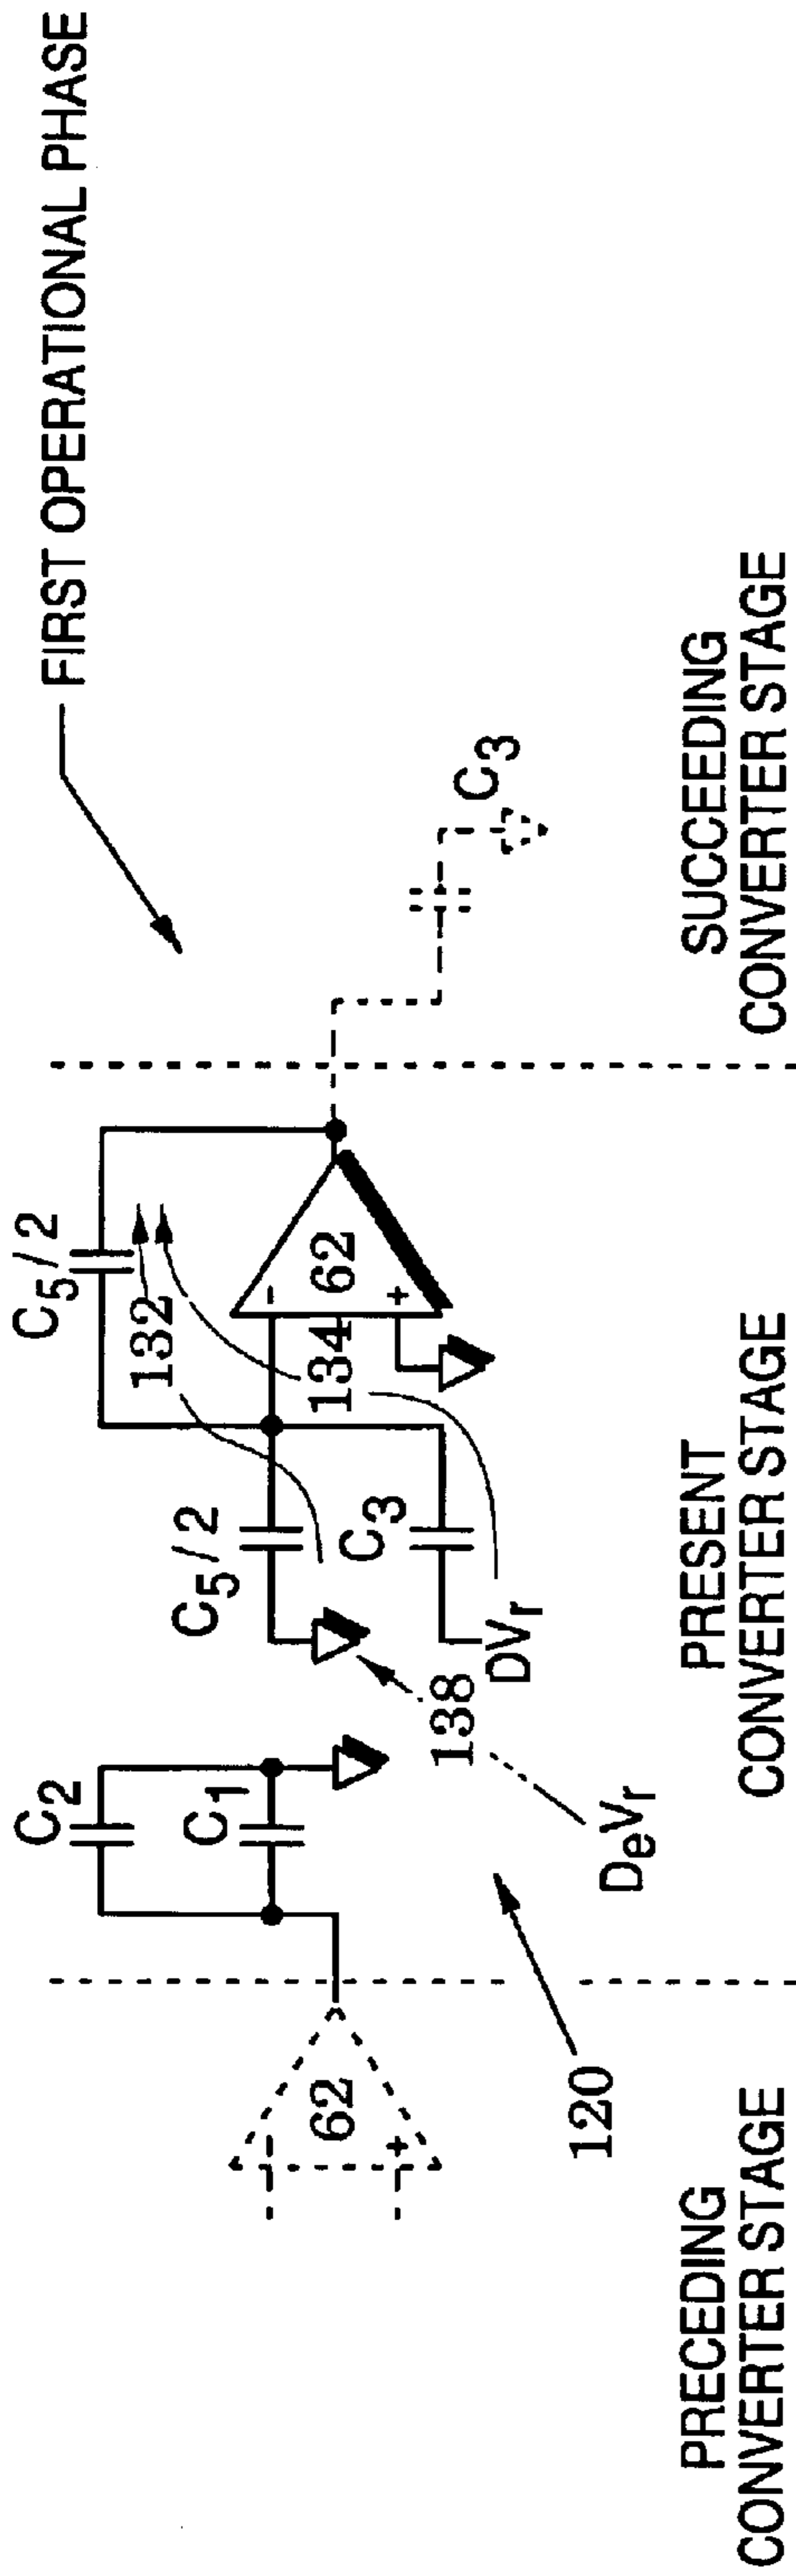 FIRST OPERATIONAL PHASE
C5/2
132
C2
C5/2
134
62
C1
62
C3
C3
138
DVr
DeVr
120
PRECEDING
CONVERTER STAGE
PRESENT
CONVERTER STAGE
SUCCEEDING
CONVERTER STAGE